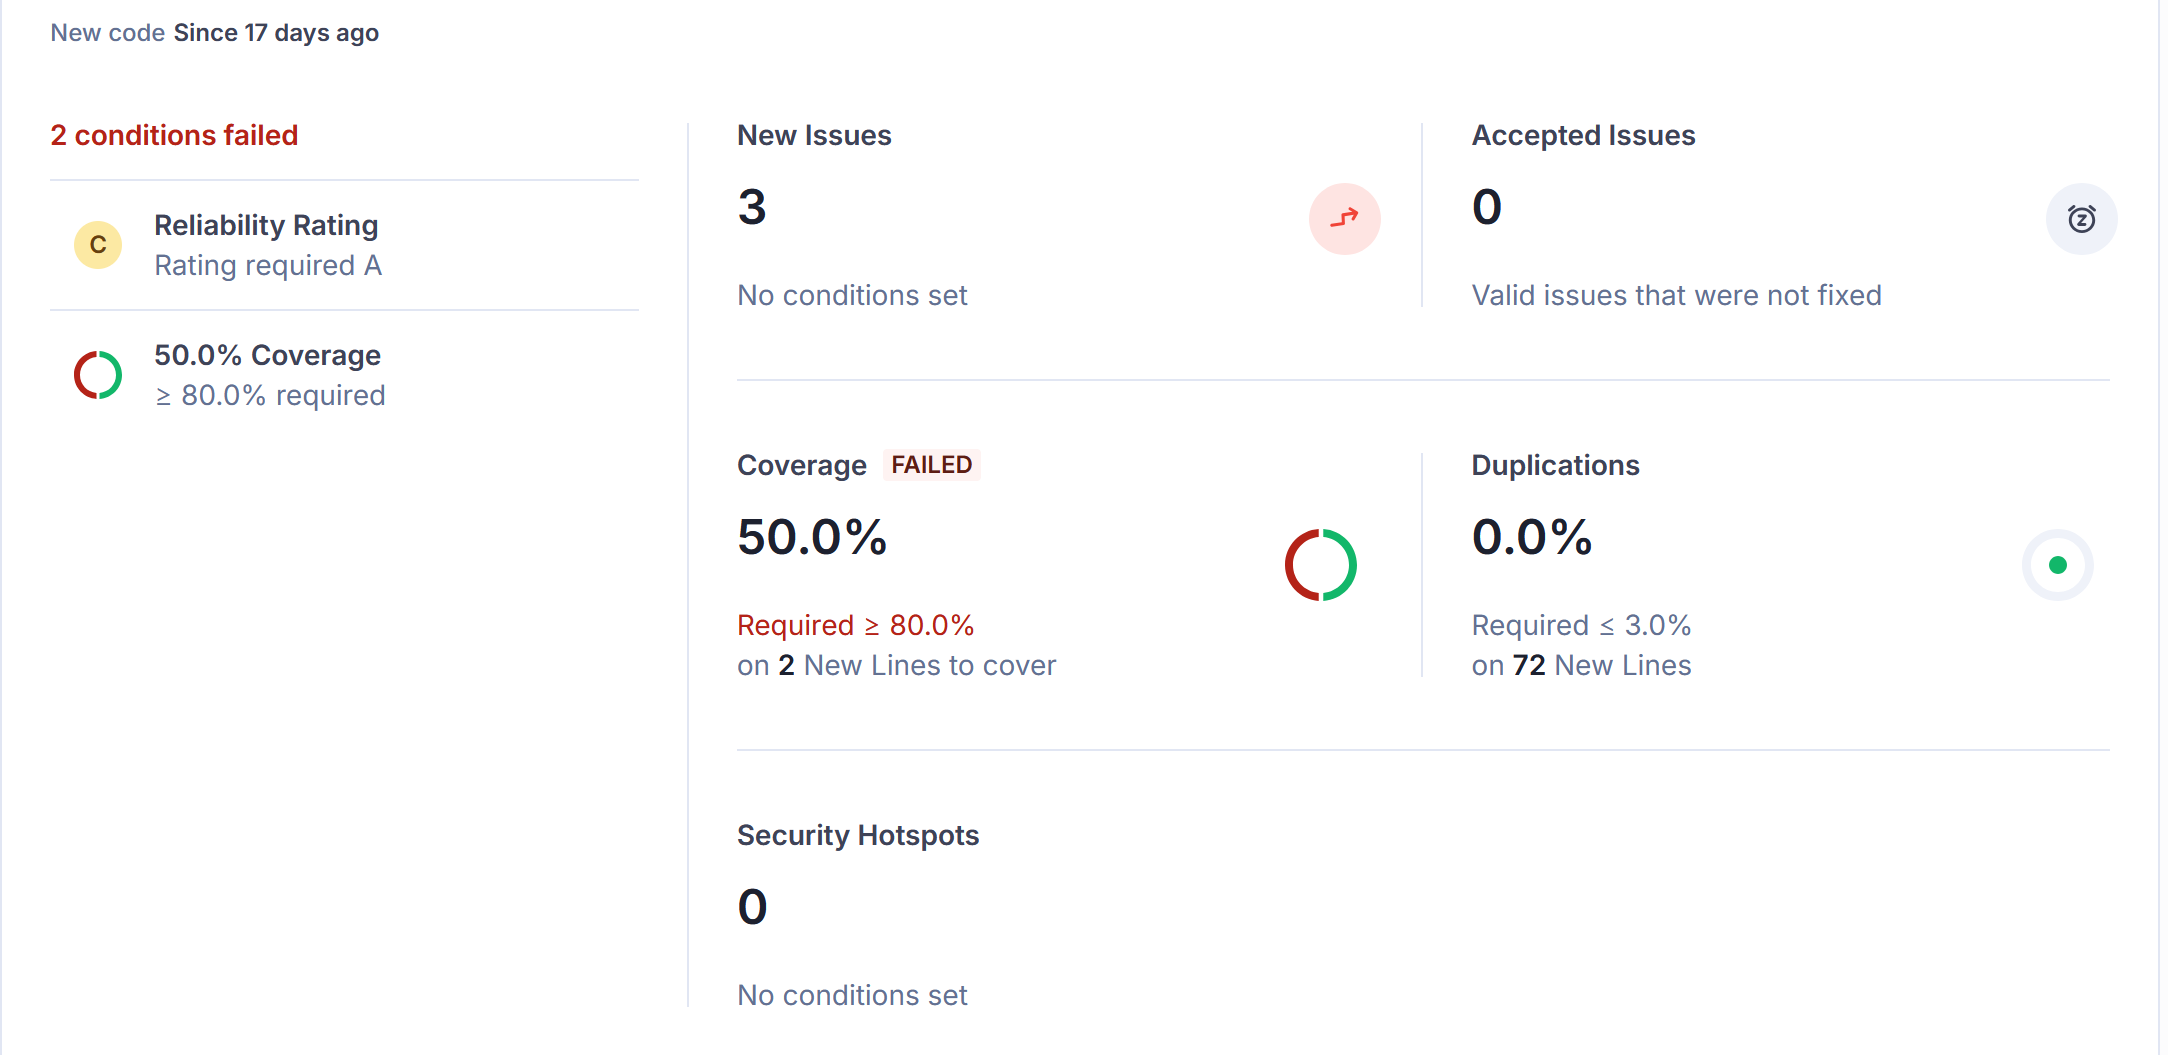 New code Since 17 days ago
2 conditions failed
C
Reliability Rating
Rating required A
50.0% Coverage
≥ 80.0% required
New Issues
3
No conditions set
Accepted Issues
0
Valid issues that were not fixed
Coverage FAILED
50.0%
Required ≥ 80.0%
on 2 New Lines to cover
Duplications
0.0%
Required ≤ 3.0%
on 72 New Lines
Security Hotspots
0
No conditions set